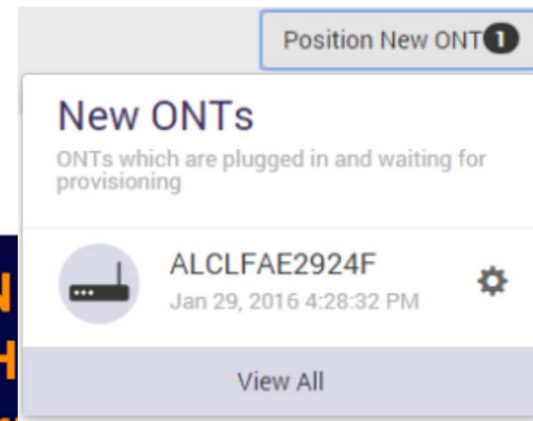 Position New ONT 1
New ONTs
ONTs which are plugged in and waiting for
provisioning
ALCLFAE2924F
Jan 29, 2016 4:28:32 PM
View All
N
H